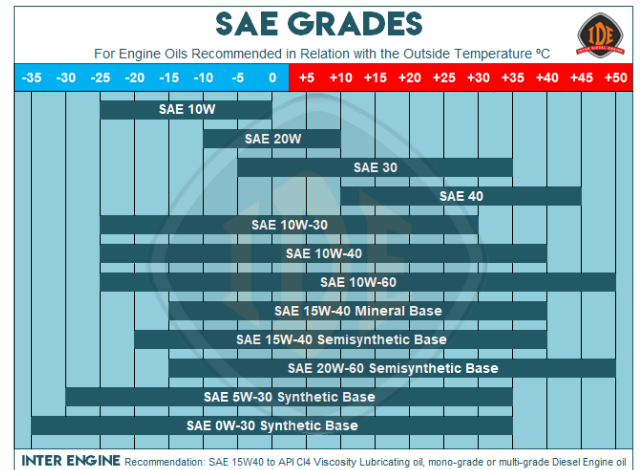 SAE GRADES
For Engine Oils Recommended in Relation with the Outside Temperature ºC
IDE
-35 -30 -25 -20 -15 -10 -5 0 +5 +10 +15 +20 +25 +30 +35 +40 +45 +50
SAE 10W
SAE 20W
SAE 30
SAE 40
SAE 10W-30
SAE 10W-40
SAE 10W-60
SAE 15W-40 Mineral Base
SAE 15W-40 Semisynthetic Base
SAE 20W-60 Semisynthetic Base
SAE 5W-30 Synthetic Base
SAE 0W-30 Synthetic Base
IDE
INTER ENGINE Recommendation: SAE 15W40 to API CI4 Viscosity Lubricating oil, mono-grade or multi-grade Diesel Engine oil